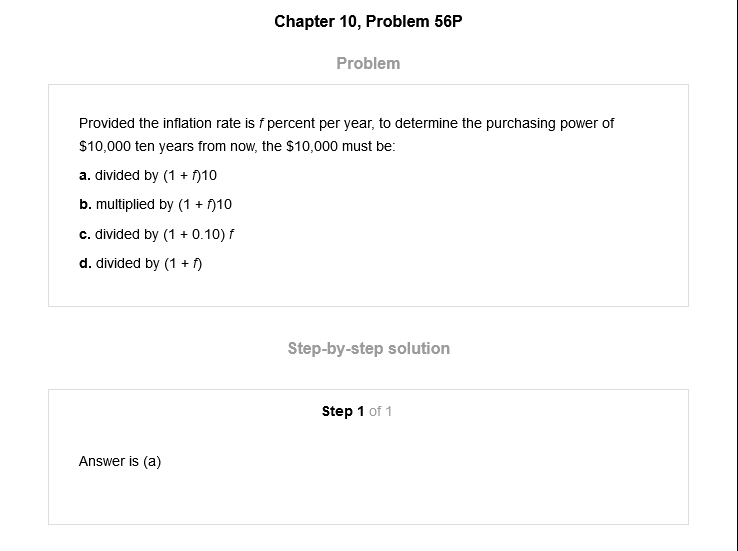 Chapter 10, Problem 56P
Problem
Provided the inflation rate is f percent per year, to determine the purchasing power of
$10,000 ten years from now, the $10,000 must be:
a. divided by (1 + f)10
b. multiplied by (1 + f)10
c. divided by (1 + 0.10) f
d. divided by (1 + f)
Step-by-step solution
Step 1 of 1
Answer is (a)